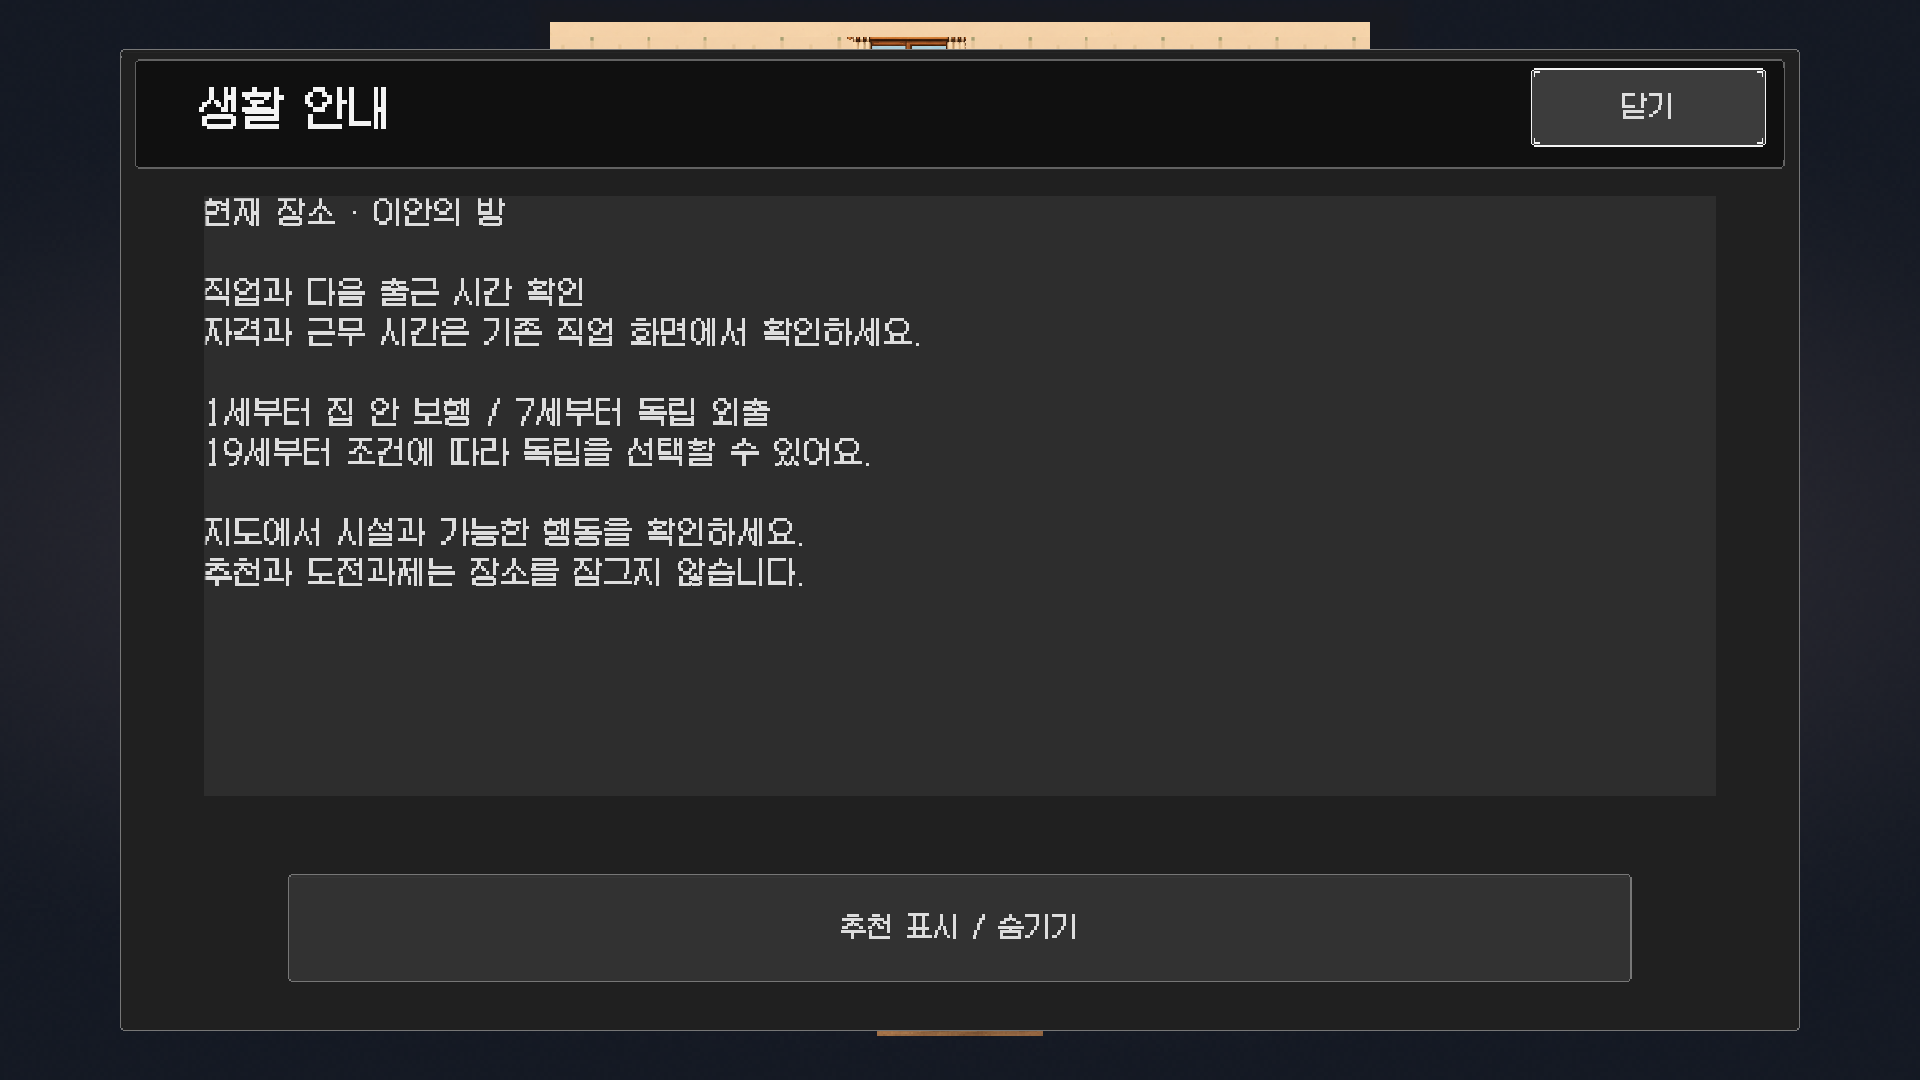 생활 안내
닫기
현재 장소 · 이안의 방
직업과 다음 출근 시간 확인
자격과 근무 시간은 기존 직업 화면에서 확인하세요.
1세부터 집 안 보행 / 7세부터 독립 외출
19세부터 조건에 따라 독립을 선택할 수 있어요.
지도에서 시설과 가능한 행동을 확인하세요.
추천과 도전과제는 장소를 잠그지 않습니다.
추천 표시 / 숨기기